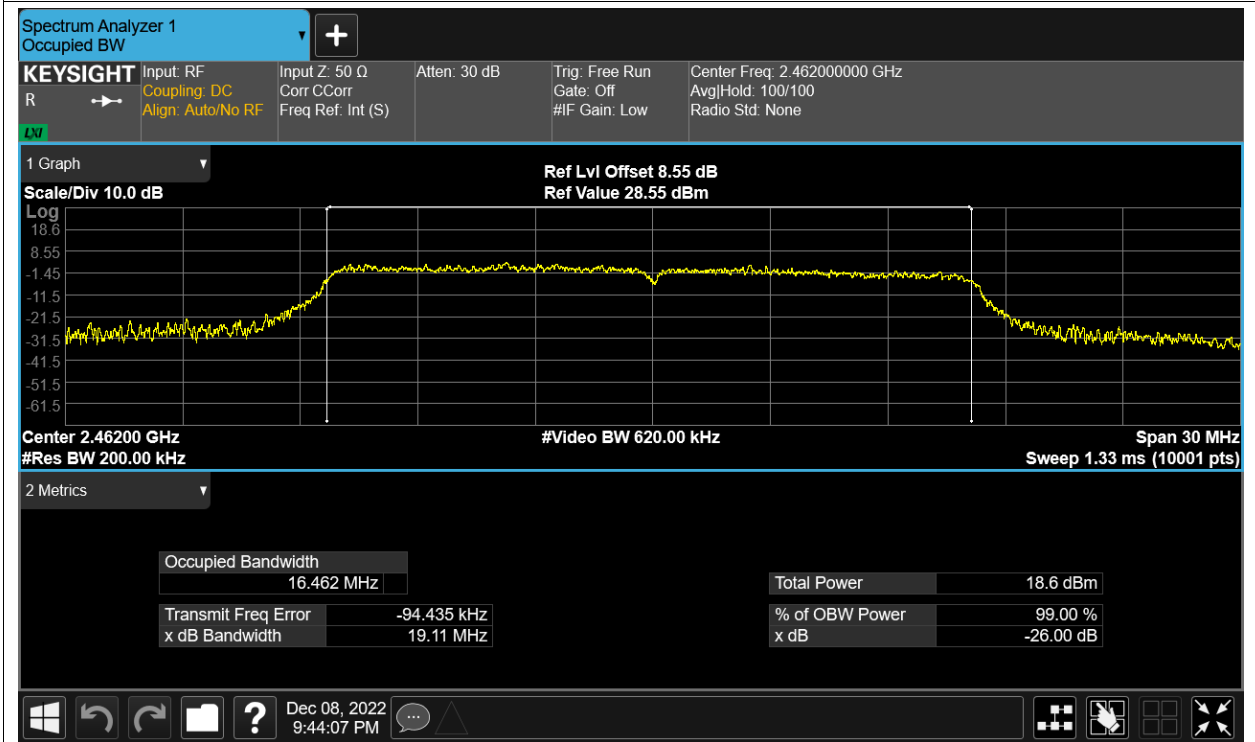 Spectrum Analyzer 1
Occupied BW
+
KEYSIGHT
R
LXI
Input: RF
Coupling: DC
Align: Auto/No RF
Input Z: 50 Ω
Corr CCorr
Freq Ref: Int (S)
Atten: 30 dB
Trig: Free Run
Gate: Off
#IF Gain: Low
Center Freq: 2.462000000 GHz
Avg|Hold: 100/100
Radio Std: None
1 Graph
Scale/Div 10.0 dB
Ref Lvl Offset 8.55 dB
Ref Value 28.55 dBm
Log
18.6
8.55
-1.45
-11.5
-21.5
-31.5
-41.5
-51.5
-61.5
Center 2.46200 GHz
#Res BW 200.00 kHz
#Video BW 620.00 kHz
Span 30 MHz
Sweep 1.33 ms (10001 pts)
2 Metrics
Occupied Bandwidth
16.462 MHz
Transmit Freq Error -94.435 kHz
x dB Bandwidth 19.11 MHz
Total Power 18.6 dBm
% of OBW Power 99.00 %
x dB -26.00 dB
?
Dec 08, 2022
9:44:07 PM